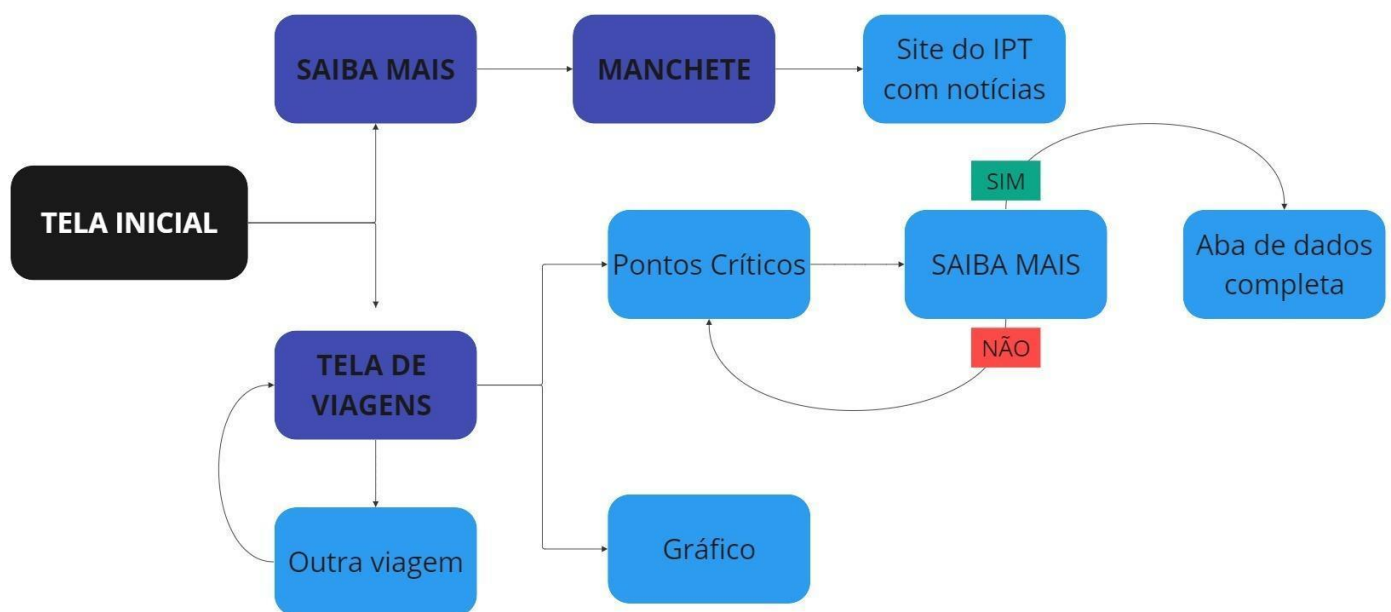 SAIBA MAIS
MANCHETE
Site do IPT
com notícias
TELA INICIAL
SIM
Pontos Críticos
SAIBA MAIS
Aba de dados
completa
NÃO
TELA DE
VIAGENS
Outra viagem
Gráfico